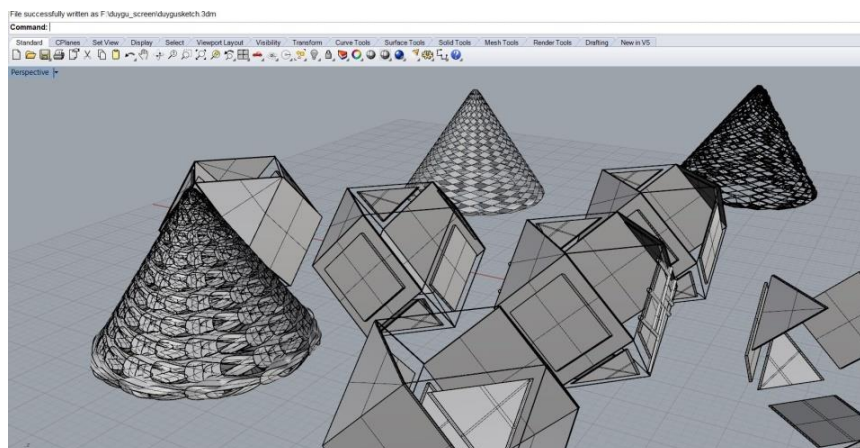 File successfully written as F:\duygu_screen\duygusketch.3dm
Command:
Standard CPlanes Set View Display Select Viewport Layout Visibility Transform Curve Tools Surface Tools Solid Tools Mesh Tools Render Tools Drafting New in V5
Perspective